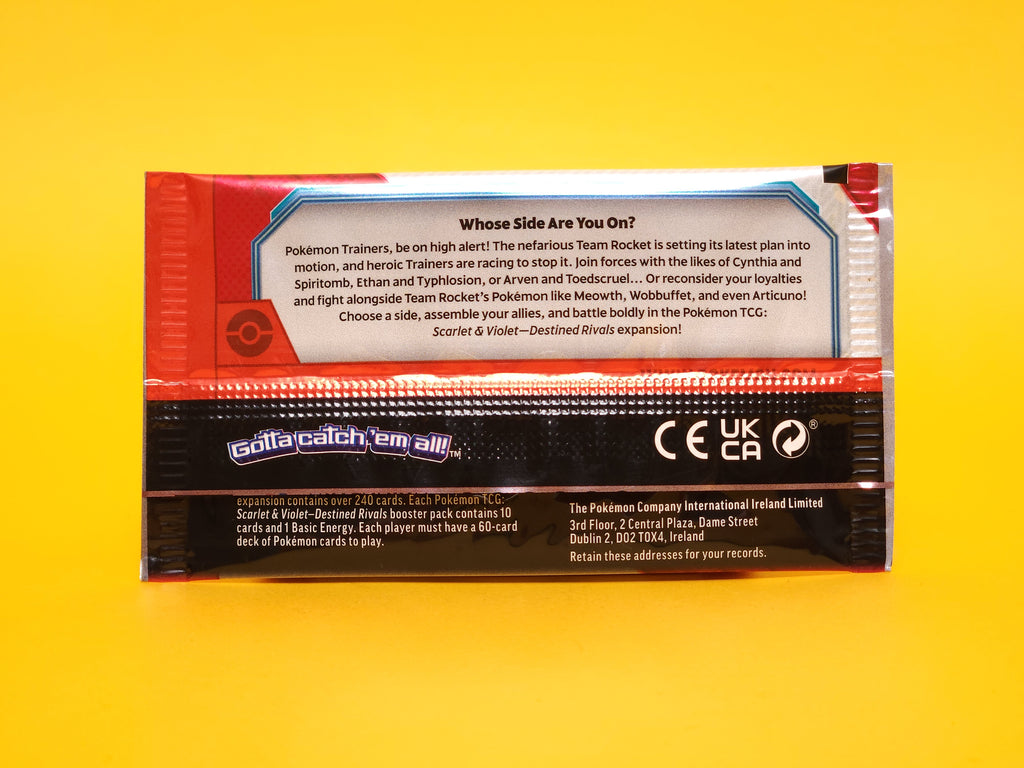 Whose Side Are You On?
Pokémon Trainers, be on high alert! The nefarious Team Rocket is setting its latest plan into
motion, and heroic Trainers are racing to stop it. Join forces with the likes of Cynthia and
Spiritomb, Ethan and Typhlosion, or Arven and Toedscruel... Or reconsider your loyalties
and fight alongside Team Rocket's Pokémon like Meowth, Wobbuffet, and even Articuno!
Choose a side, assemble your allies, and battle boldly in the Pokémon TCG:
Scarlet & Violet—Destined Rivals expansion!
Gotta catch 'em all!™
CE UK CA ®
expansion contains over 240 cards. Each Pokémon TCG:
Scarlet & Violet—Destined Rivals booster pack contains 10
cards and 1 Basic Energy. Each player must have a 60-card
deck of Pokémon cards to play.
The Pokémon Company International Ireland Limited
3rd Floor, 2 Central Plaza, Dame Street
Dublin 2, D02 T0X4, Ireland
Retain these addresses for your records.